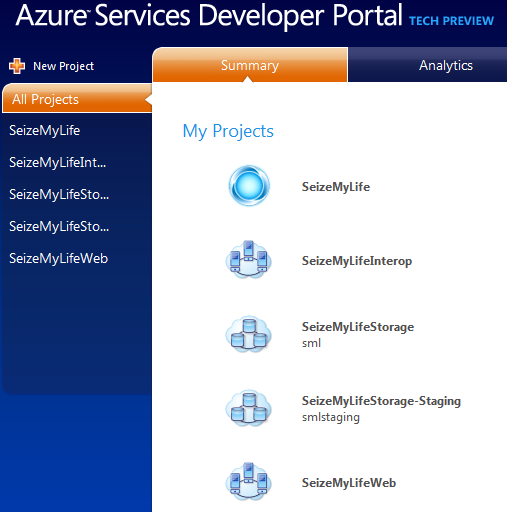 Azure™ Services Developer Portal TECH PREVIEW
New Project
Summary
Analytics
All Projects
SeizeMyLife
SeizeMyLifeInt...
SeizeMyLifeSto...
SeizeMyLifeSto...
SeizeMyLifeWeb
My Projects
SeizeMyLife
SeizeMyLifeInterop
SeizeMyLifeStorage
sml
SeizeMyLifeStorage-Staging
smlstaging
SeizeMyLifeWeb